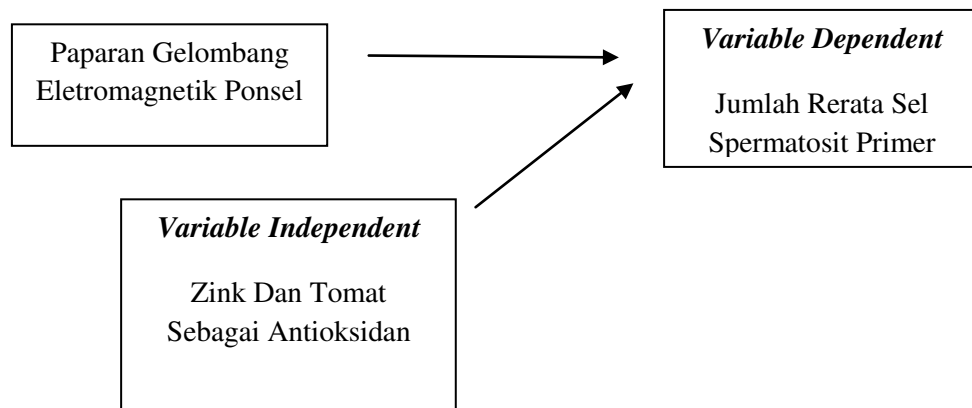 Paparan Gelombang
Eletromagnetik Ponsel
Variable Dependent
Jumlah Rerata Sel
Spermatosit Primer
Variable Independent
Zink Dan Tomat
Sebagai Antioksidan